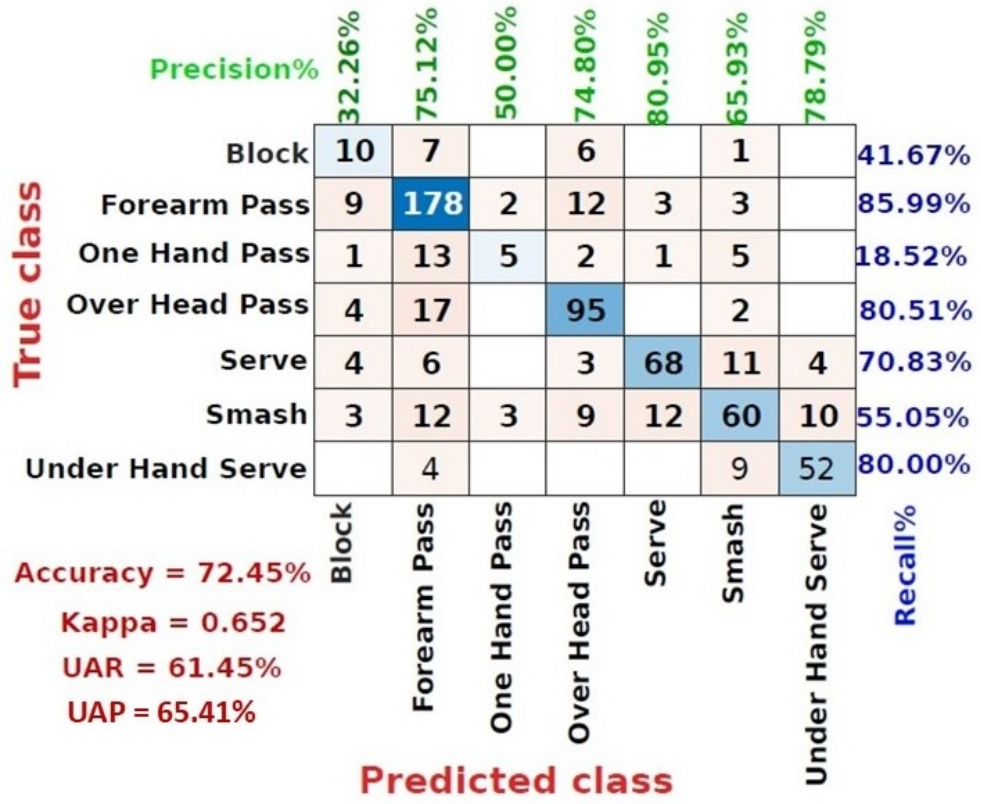 Precision% 32.26% 75.12% 50.00% 74.80% 80.95% 65.93% 78.79%
True class
Block 10 7 6 1 41.67%
Forearm Pass 9 178 2 12 3 3 85.99%
One Hand Pass 1 13 5 2 1 5 18.52%
Over Head Pass 4 17 95 2 80.51%
Serve 4 6 3 68 11 4 70.83%
Smash 3 12 3 9 12 60 10 55.05%
Under Hand Serve 4 9 52 80.00%
Block
Forearm Pass
One Hand Pass
Over Head Pass
Serve
Smash
Under Hand Serve
Recall%
Accuracy = 72.45%
Kappa = 0.652
UAR = 61.45%
UAP = 65.41%
Predicted class